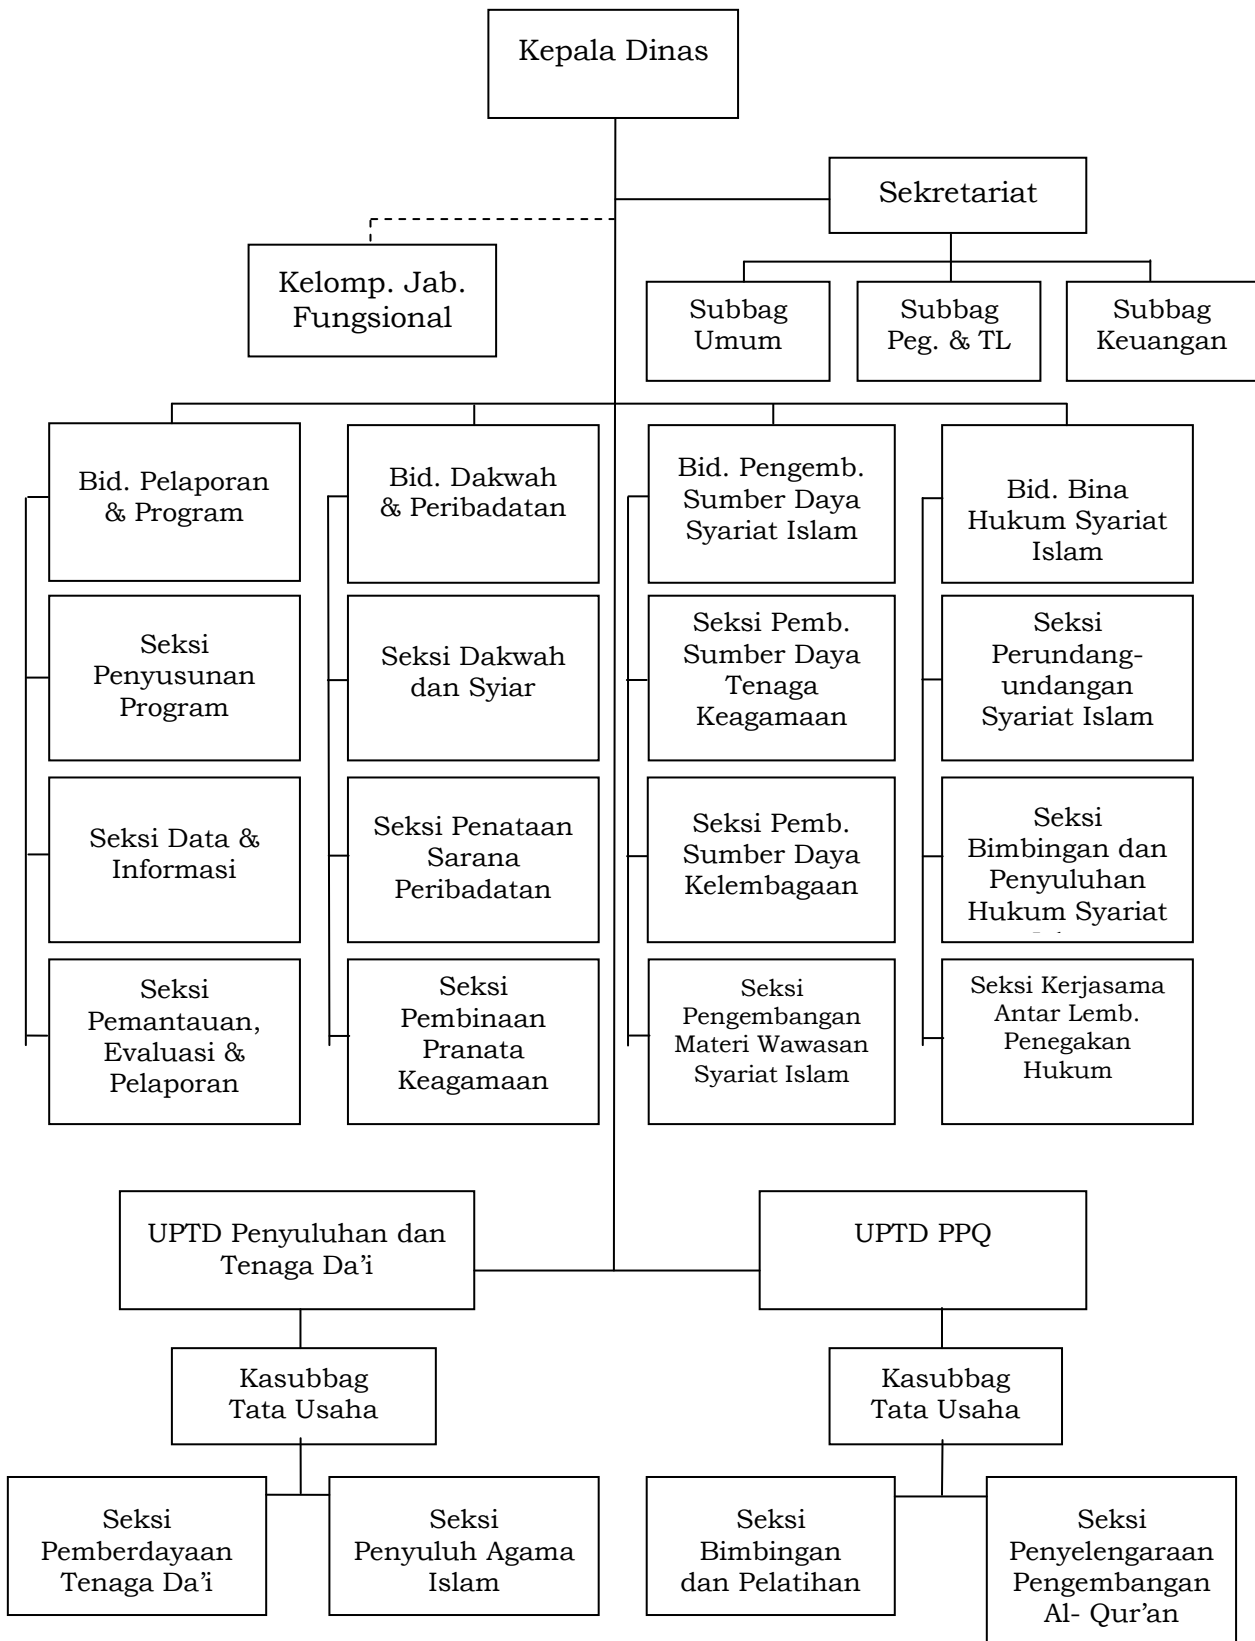 Kepala Dinas
Sekretariat
Kelomp. Jab.
Fungsional
Subbag
Umum
Subbag
Peg. & TL
Subbag
Keuangan
Bid. Pelaporan
& Program
Bid. Dakwah
& Peribadatan
Bid. Pengemb.
Sumber Daya
Syariat Islam
Bid. Bina
Hukum Syariat
Islam
Seksi
Penyusunan
Program
Seksi Dakwah
dan Syiar
Seksi Pemb.
Sumber Daya
Tenaga
Keagamaan
Seksi
Perundang-
undangan
Syariat Islam
Seksi Data &
Informasi
Seksi Penataan
Sarana
Peribadatan
Seksi Pemb.
Sumber Daya
Kelembagaan
Seksi
Bimbingan dan
Penyuluhan
Hukum Syariat
Seksi
Pemantauan,
Evaluasi &
Pelaporan
Seksi
Pembinaan
Pranata
Keagamaan
Seksi
Pengembangan
Materi Wawasan
Syariat Islam
Seksi Kerjasama
Antar Lemb.
Penegakan
Hukum
UPTD Penyuluhan dan
Tenaga Da’i
UPTD PPQ
Kasubbag
Tata Usaha
Kasubbag
Tata Usaha
Seksi
Pemberdayaan
Tenaga Da’i
Seksi
Penyuluh Agama
Islam
Seksi
Bimbingan
dan Pelatihan
Seksi
Penyelengaraan
Pengembangan
Al- Qur’an